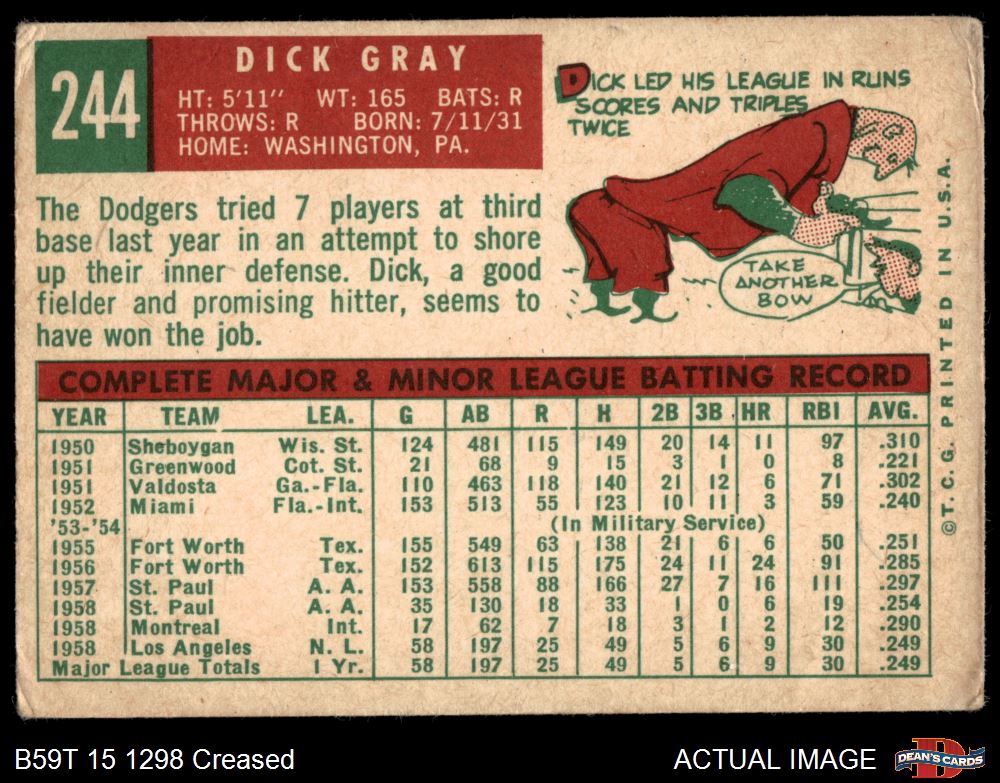 244
DICK GRAY
HT: 5'11" WT: 165 BATS: R
THROWS: R BORN: 7/11/31
HOME: WASHINGTON, PA.
DICK LED HIS LEAGUE IN RUNS
SCORES AND TRIPLES
TWICE
TAKE
ANOTHER
BOW
The Dodgers tried 7 players at third
base last year in an attempt to shore
up their inner defense. Dick, a good
fielder and promising hitter, seems to
have won the job.
COMPLETE MAJOR & MINOR LEAGUE BATTING RECORD
YEAR TEAM LEA. G AB R H 2B 3B HR RBI AVG.
1950 Sheboygan Wis. St. 124 481 115 149 20 14 11 97 .310
1951 Greenwood Cot. St. 21 68 9 15 3 1 0 8 .221
1951 Valdosta Ga.-Fla. 110 463 118 140 21 12 6 71 .302
1952 Miami Fla.-Int. 153 513 55 123 10 11 3 59 .240
'53-'54 (In Military Service)
1955 Fort Worth Tex. 155 549 63 138 21 6 6 50 .251
1956 Fort Worth Tex. 152 613 115 175 24 11 24 91 .285
1957 St. Paul A. A. 153 558 88 166 27 7 16 111 .297
1958 St. Paul A. A. 35 130 18 33 1 0 6 19 .254
1958 Montreal Int. 17 62 7 18 3 1 2 12 .290
1958 Los Angeles N. L. 58 197 25 49 5 6 9 30 .249
Major League Totals 1 Yr. 58 197 25 49 5 6 9 30 .249
©T.C.G. PRINTED IN U.S.A.
B59T 15 1298 Creased
ACTUAL IMAGE
D
DEAN'S CARDS